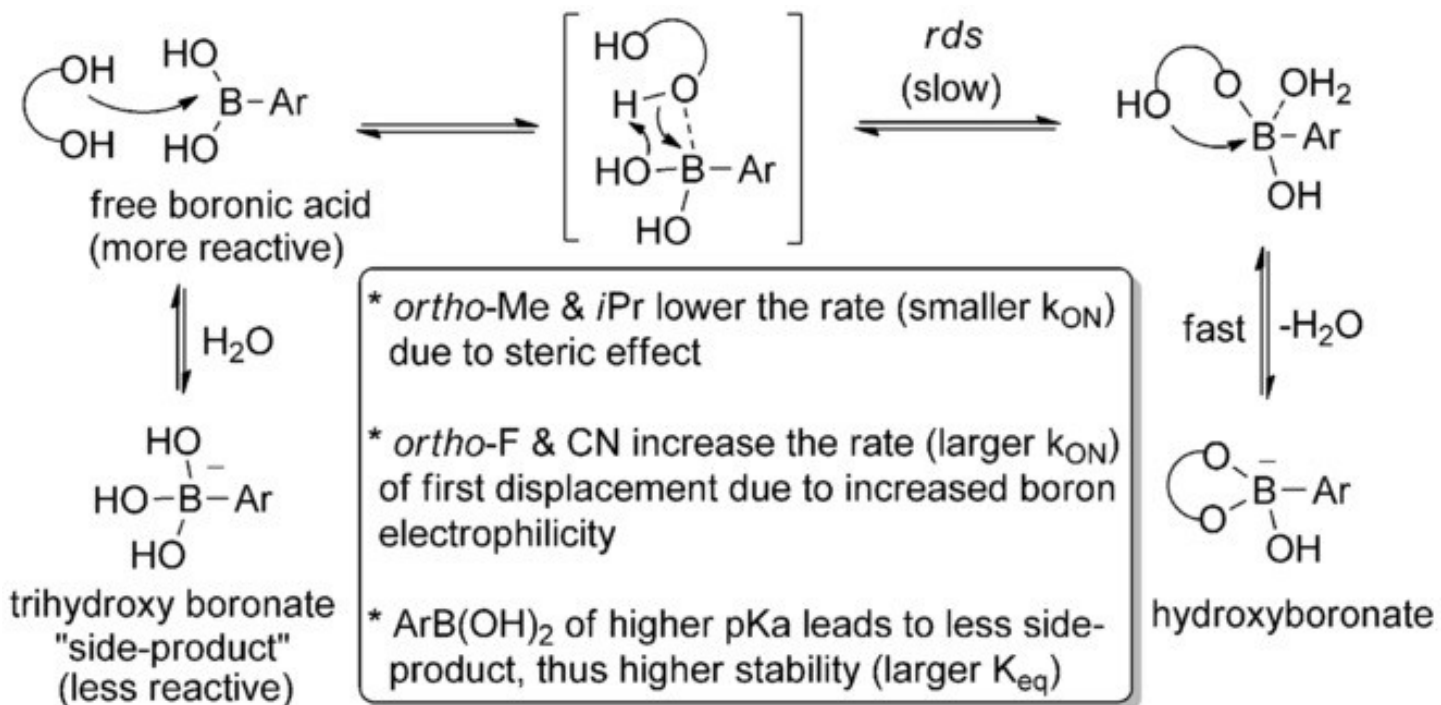 OH
OH
HO
B–Ar
HO
free boronic acid
(more reactive)
HO
H–O
HO–B–Ar
HO
rds
(slow)
O
HO
OH₂
B–Ar
OH
H₂O
* ortho-Me & iPr lower the rate (smaller kON)
due to steric effect
* ortho-F & CN increase the rate (larger kON)
of first displacement due to increased boron
electrophilicity
* ArB(OH)₂ of higher pKa leads to less side-
product, thus higher stability (larger Keq)
fast
-H₂O
HO
–
HO–B–Ar
HO
trihydroxy boronate
"side-product"
(less reactive)
O
–
B–Ar
O
OH
hydroxyboronate